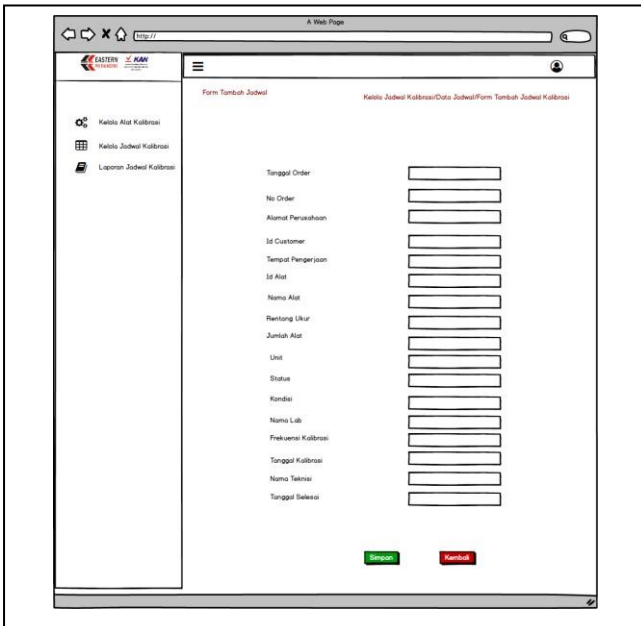 A Web Page
http://
EASTERN
KAN
Form Tambah Jadwal
Kelola Jadwal Kalibrasi/Data Jadwal/Form Tambah Jadwal Kalibrasi
Kelola Alat Kalibrasi
Kelola Jadwal Kalibrasi
Laporan Jadwal Kalibrasi
Tanggal Order
No Order
Alamat Perusahaan
Id Customer
Tempat Pengerjaan
Id Alat
Nama Alat
Rentang Ukur
Jumlah Alat
Unit
Status
Kondisi
Nama Lab
Frekuensi Kalibrasi
Tanggal Kalibrasi
Nama Teknisi
Tanggal Selesai
Simpan
Kembali